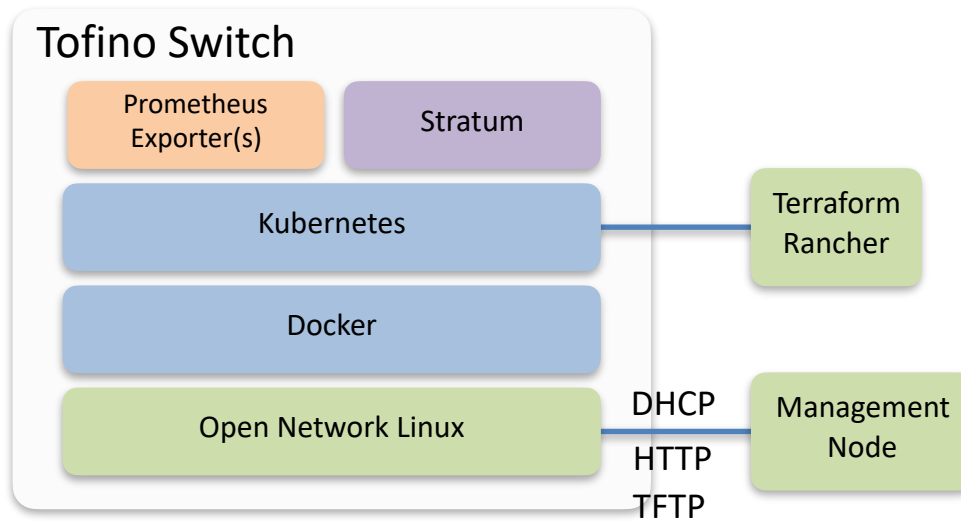 Tofino Switch
Prometheus
Exporter(s)
Stratum
Kubernetes
Terraform
Rancher
Docker
Open Network Linux
DHCP
HTTP
TFTP
Management
Node